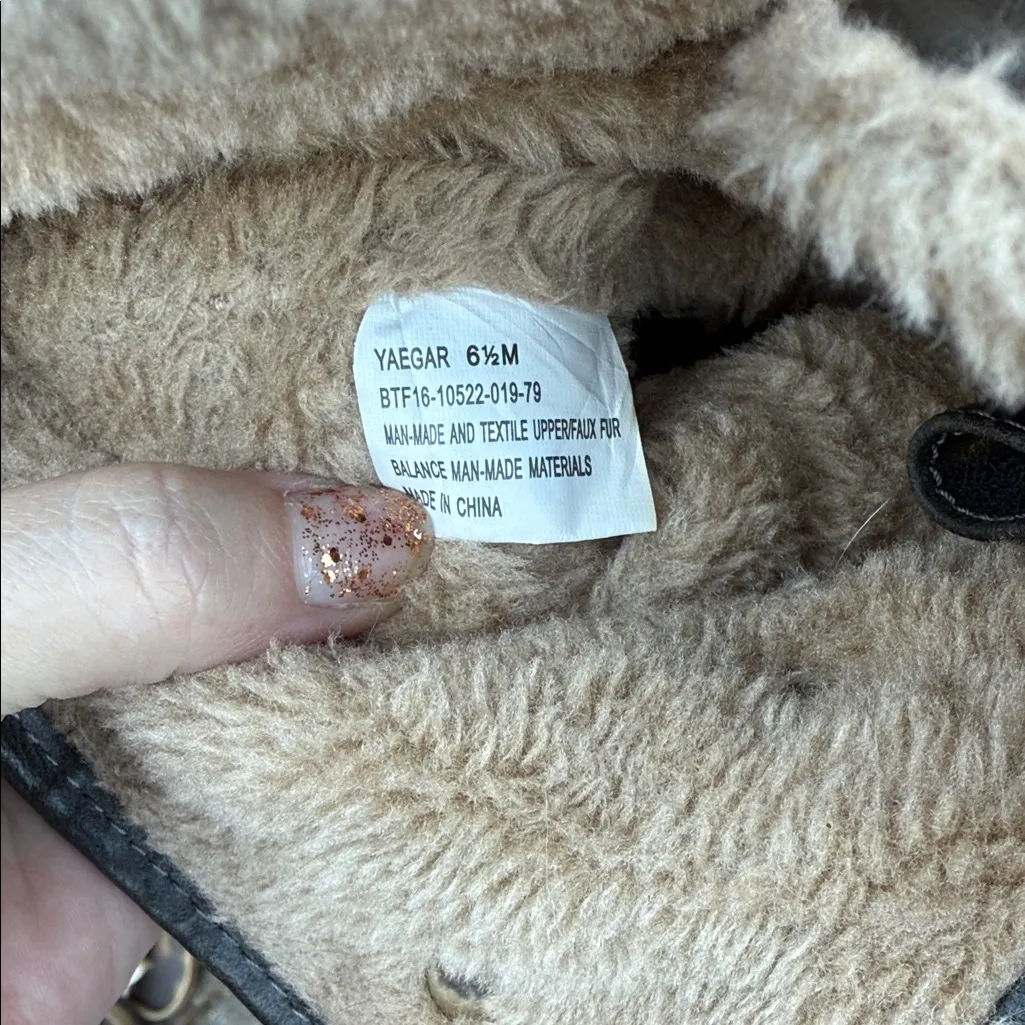 YAEGAR 6½M
BTF16-10522-019-79
MAN-MADE AND TEXTILE UPPER/FAUX FUR
BALANCE MAN-MADE MATERIALS
MADE IN CHINA